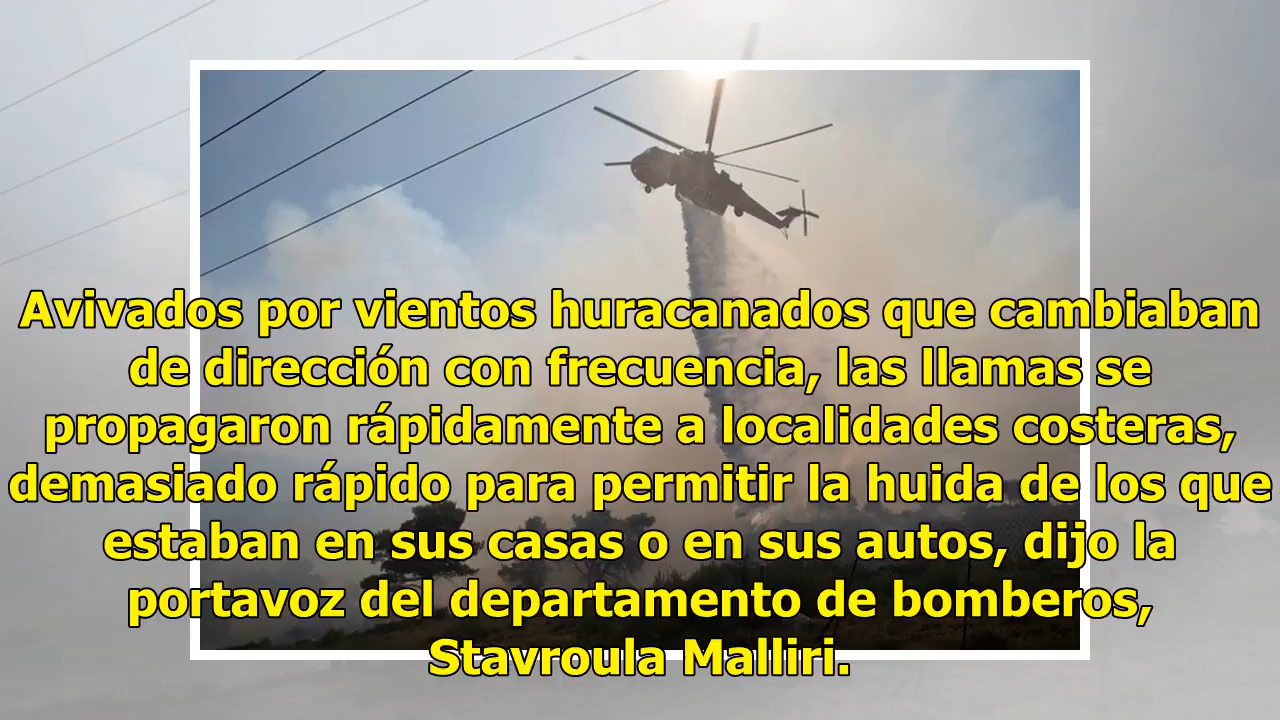 Avivados por vientos huracanados que cambiaban
de dirección con frecuencia, las llamas se
propagaron rápidamente a localidades costeras,
demasiado rápido para permitir la huida de los que
estaban en sus casas o en sus autos, dijo la
portavoz del departamento de bomberos,
Stavroula Malliri.